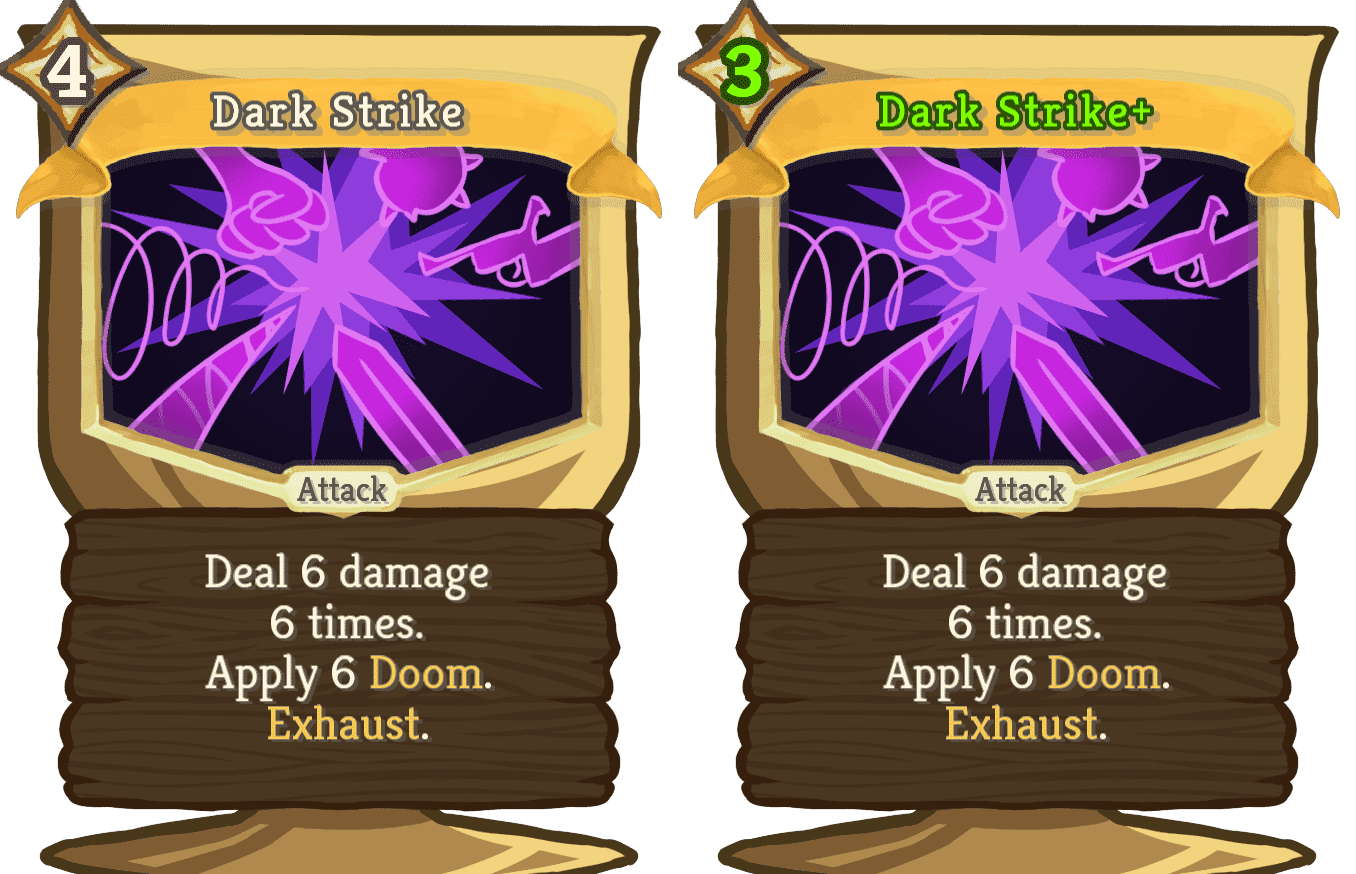 4
Dark Strike
Attack
Deal 6 damage
6 times.
Apply 6 Doom.
Exhaust.
3
Dark Strike+
Attack
Deal 6 damage
6 times.
Apply 6 Doom.
Exhaust.